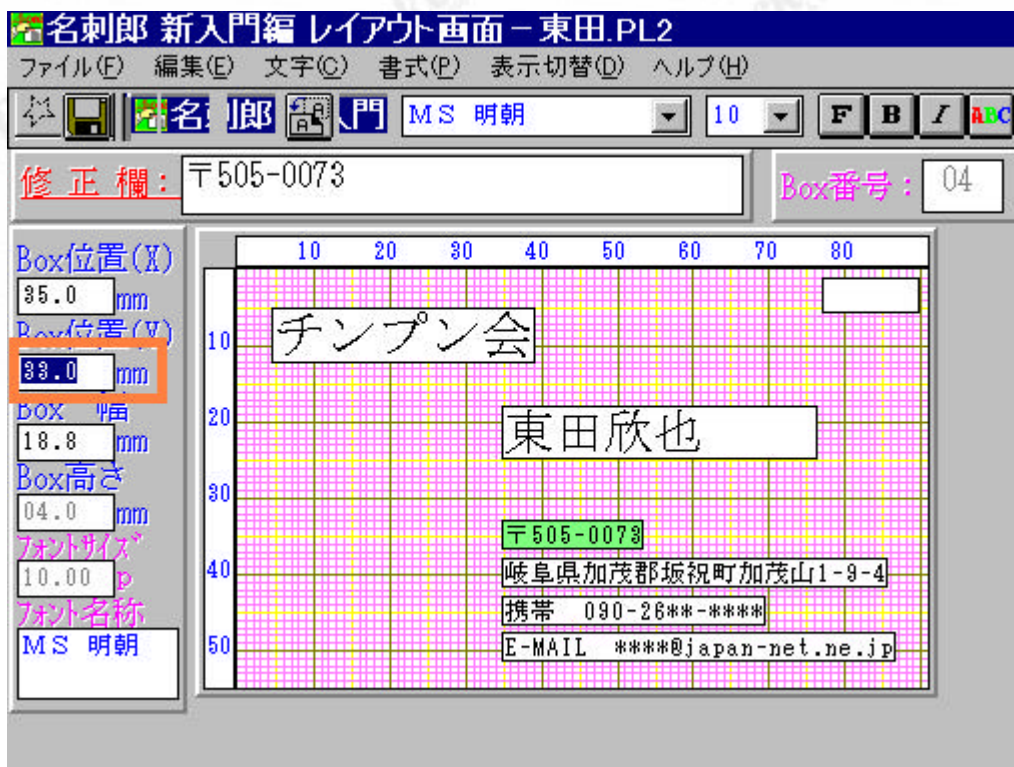 名刺郎 新入門編 レイアウト画面 − 東田.PL2
ファイル(F) 編集(E) 文字(C) 書式(P) 表示切替(D) ヘルプ(H)
名 刺郎 入門 MS 明朝 10 F B I ABC
修正欄: 〒505-0073 Box番号: 04
Box位置(X)
35.0 mm
Box位置(Y)
33.0 mm
Box 幅
18.8 mm
Box高さ
04.0 mm
フォントサイズ
10.00 p
フォント名称
MS 明朝
10 20 30 40 50 60 70 80
10
20
30
40
50
チンプン会
東田欣也
〒505-0073
岐阜県加茂郡坂祝町加茂山1-9-4
携帯 090-26**-****
E-MAIL ****@japan-net.ne.jp